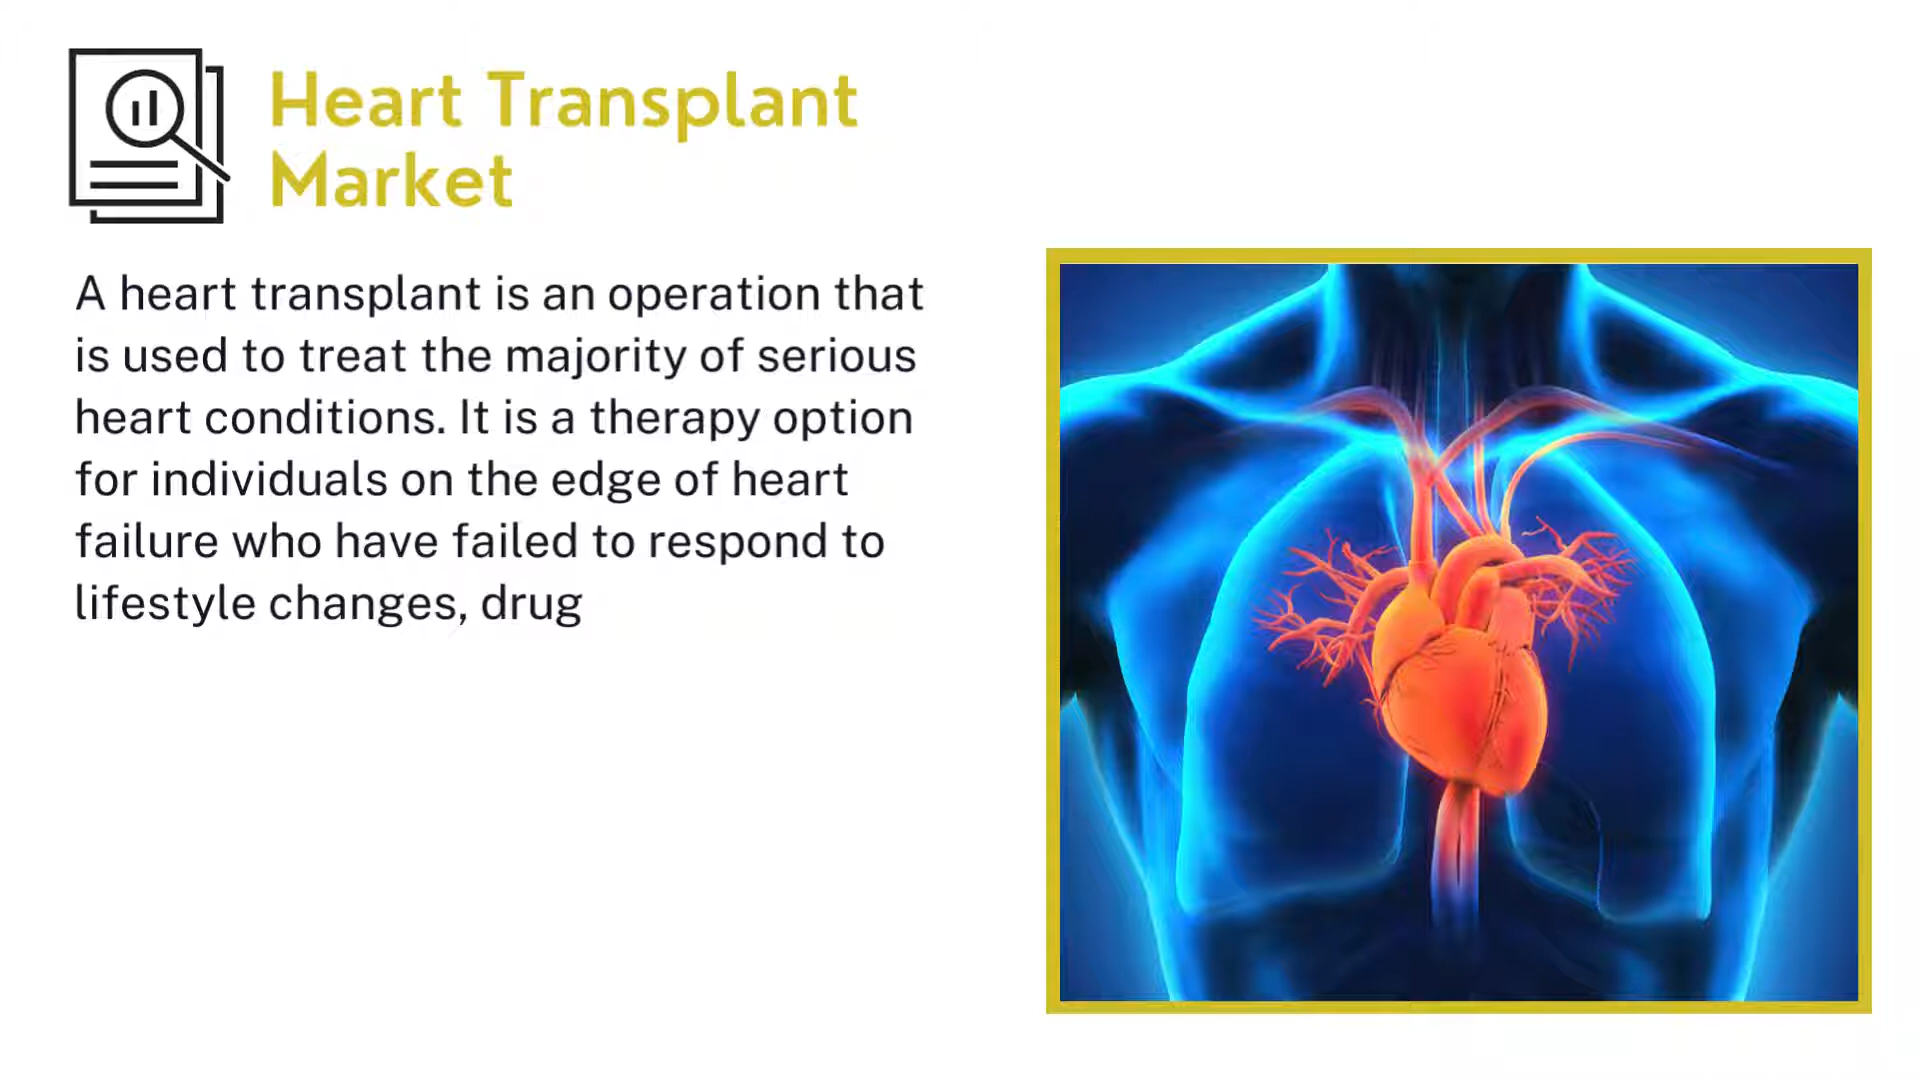 Heart Transplant
Market
A heart transplant is an operation that
is used to treat the majority of serious
heart conditions. It is a therapy option
for individuals on the edge of heart
failure who have failed to respond to
lifestyle changes, drug